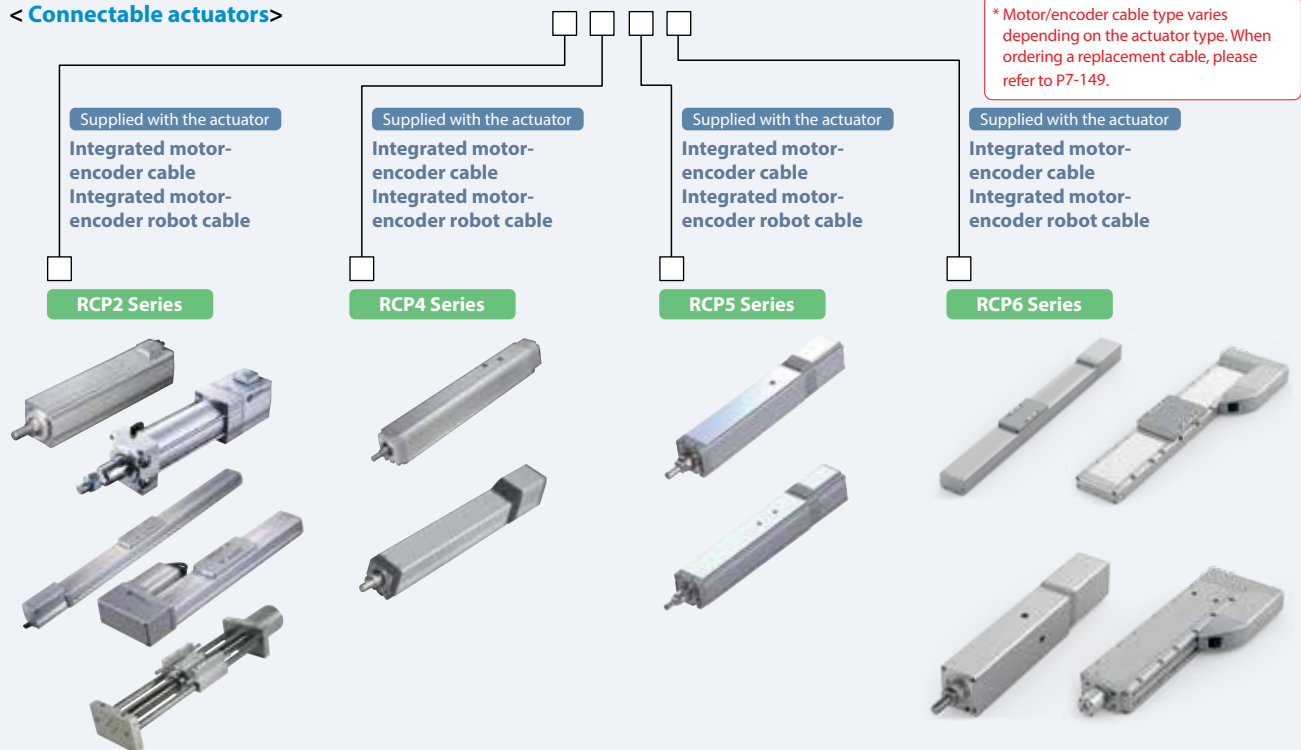 < Connectable actuators>
* Motor/encoder cable type varies
depending on the actuator type. When
ordering a replacement cable, please
refer to P7-149.
Supplied with the actuator
Integrated motor-
encoder cable
Integrated motor-
encoder robot cable
RCP2 Series
Supplied with the actuator
Integrated motor-
encoder cable
Integrated motor-
encoder robot cable
RCP4 Series
Supplied with the actuator
Integrated motor-
encoder cable
Integrated motor-
encoder robot cable
RCP5 Series
Supplied with the actuator
Integrated motor-
encoder cable
Integrated motor-
encoder robot cable
RCP6 Series